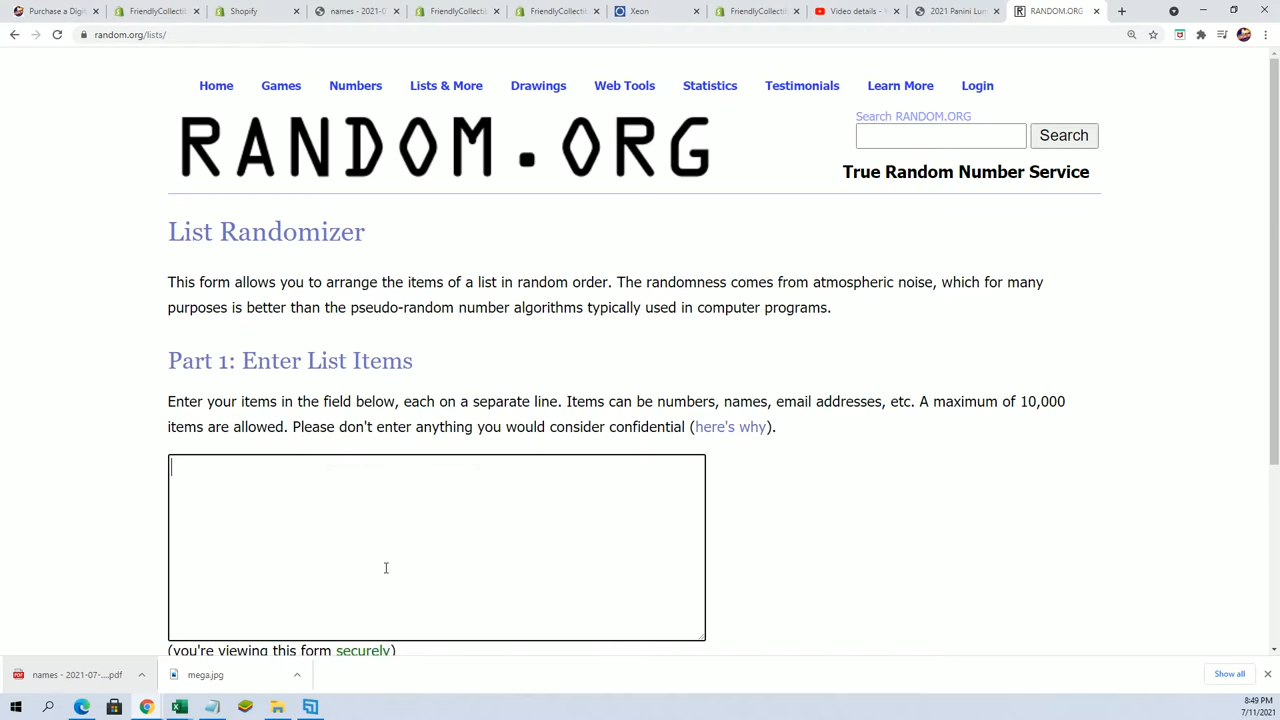 Purchase a Digi
FriendlyCollecti
Shopify
names - 2021-0
FriendlyCollecti
FriendlyCollecti
Xeon
FriendlyCollecti
Video details - Y
2021 Panini Lun
RANDOM.ORG
random.org/lists/
Home Games Numbers Lists & More Drawings Web Tools Statistics Testimonials Learn More Login
Search RANDOM.ORG
RANDOM.ORG
Search
True Random Number Service
List Randomizer
This form allows you to arrange the items of a list in random order. The randomness comes from atmospheric noise, which for many
purposes is better than the pseudo-random number algorithms typically used in computer programs.
Part 1: Enter List Items
Enter your items in the field below, each on a separate line. Items can be numbers, names, email addresses, etc. A maximum of 10,000
items are allowed. Please don't enter anything you would consider confidential (here's why).
(you're viewing this form securely)
names - 2021-07-....pdf
mega.jpg
Show all
8:49 PM
7/11/2021